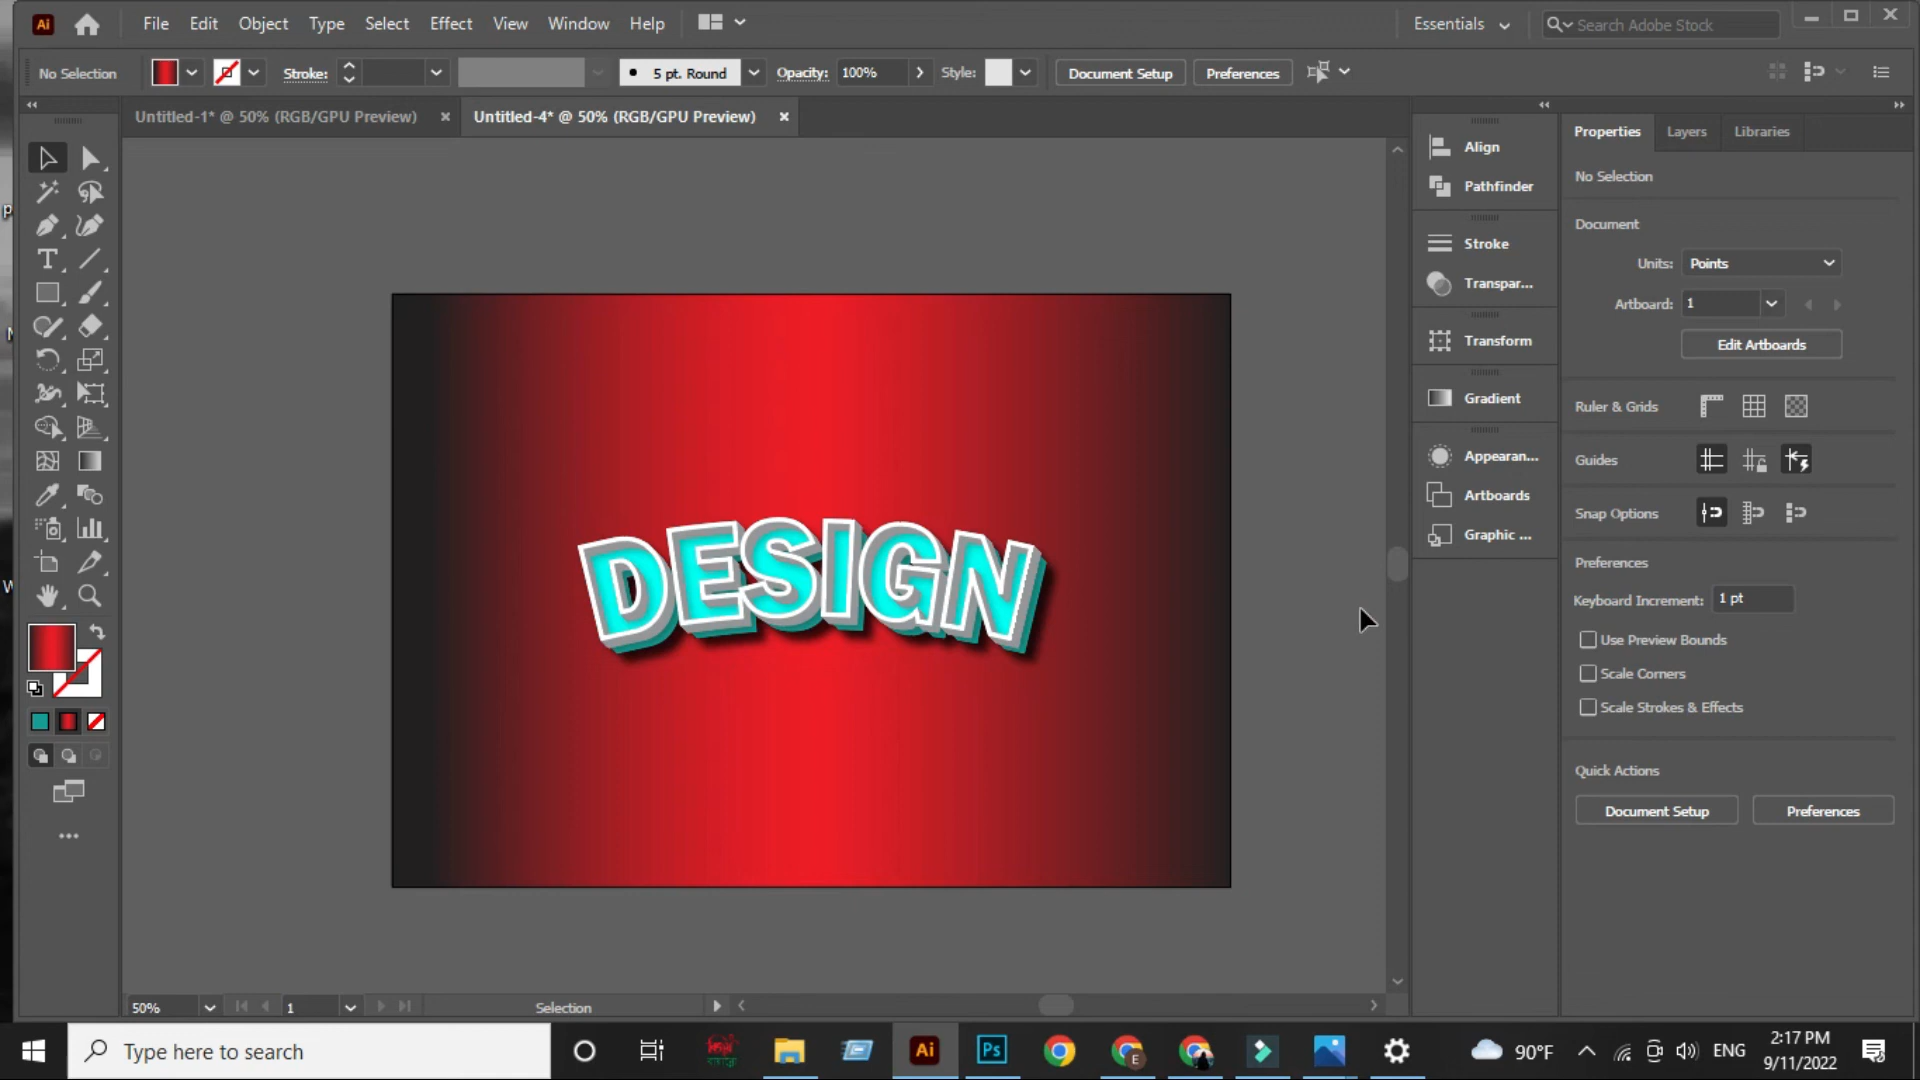 Ai File Edit Object Type Select Effect View Window Help Essentials Search Adobe Stock
No Selection Stroke: 5 pt. Round Opacity: 100% Style: Document Setup Preferences
Untitled-1* @ 50% (RGB/GPU Preview) × Untitled-4* @ 50% (RGB/GPU Preview) ×
Properties Layers Libraries
Align
Pathfinder
Stroke
Transpar...
Transform
Gradient
Appearan...
Artboards
Graphic ...
No Selection
Document
Units: Points
Artboard: 1
Edit Artboards
Ruler & Grids
Guides
Snap Options
Preferences
Keyboard Increment: 1 pt
Use Preview Bounds
Scale Corners
Scale Strokes & Effects
Quick Actions
Document Setup Preferences
DESIGN
50% 1 Selection
Type here to search Ai Ps E 90°F ENG 2:17 PM
9/11/2022